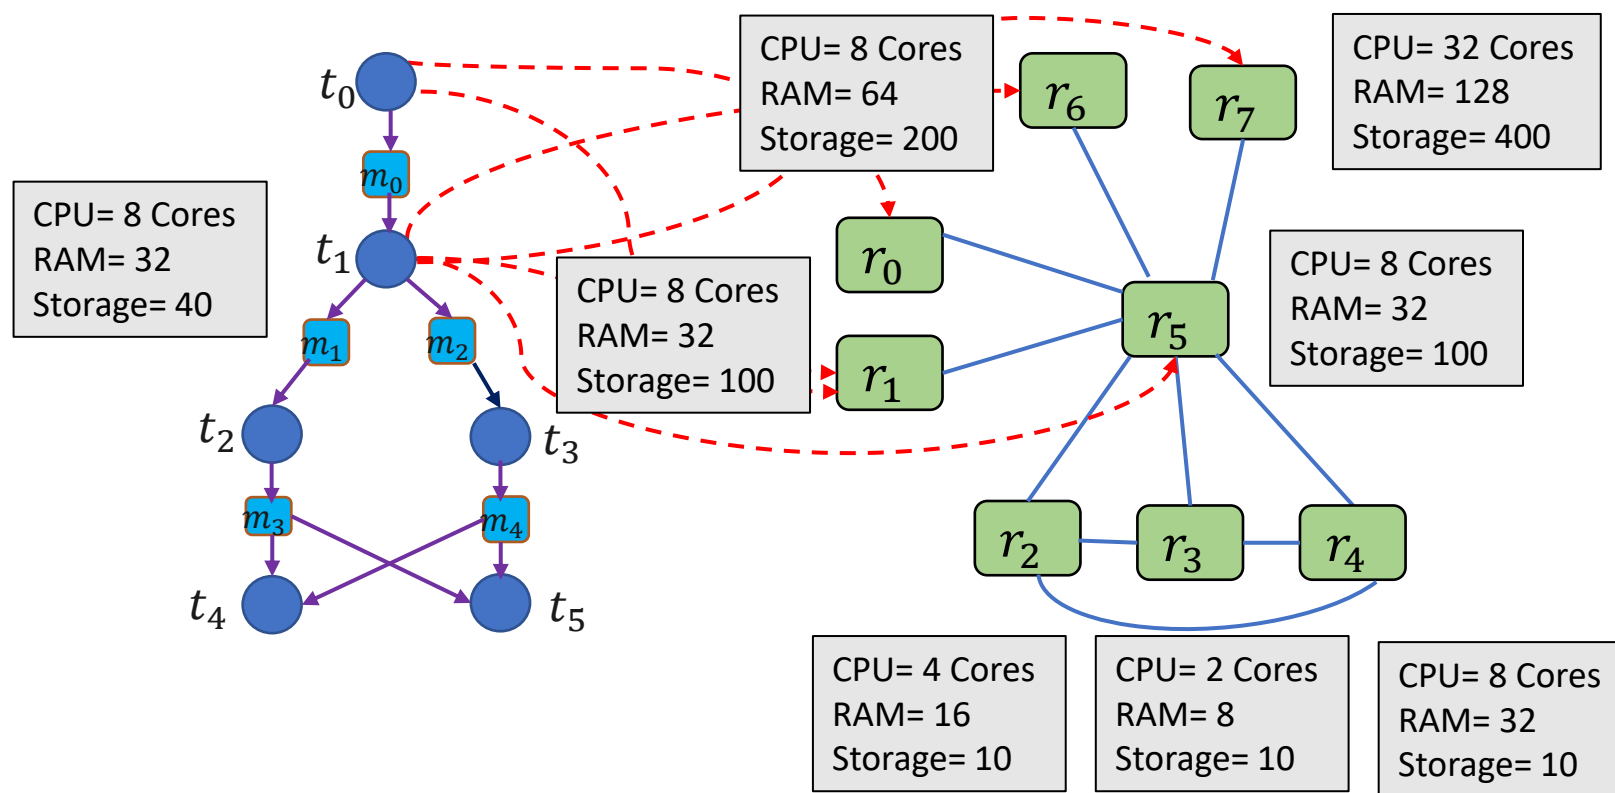 CPU= 8 Cores
RAM= 64
Storage= 200
CPU= 32 Cores
RAM= 128
Storage= 400
t₀
r₆
r₇
m₀
CPU= 8 Cores
RAM= 32
Storage= 40
t₁
r₀
CPU= 8 Cores
RAM= 32
Storage= 100
CPU= 8 Cores
RAM= 32
Storage= 100
r₅
m₁
m₂
r₁
t₂
t₃
m₃
m₄
r₂
r₃
r₄
t₄
t₅
CPU= 4 Cores
RAM= 16
Storage= 10
CPU= 2 Cores
RAM= 8
Storage= 10
CPU= 8 Cores
RAM= 32
Storage= 10